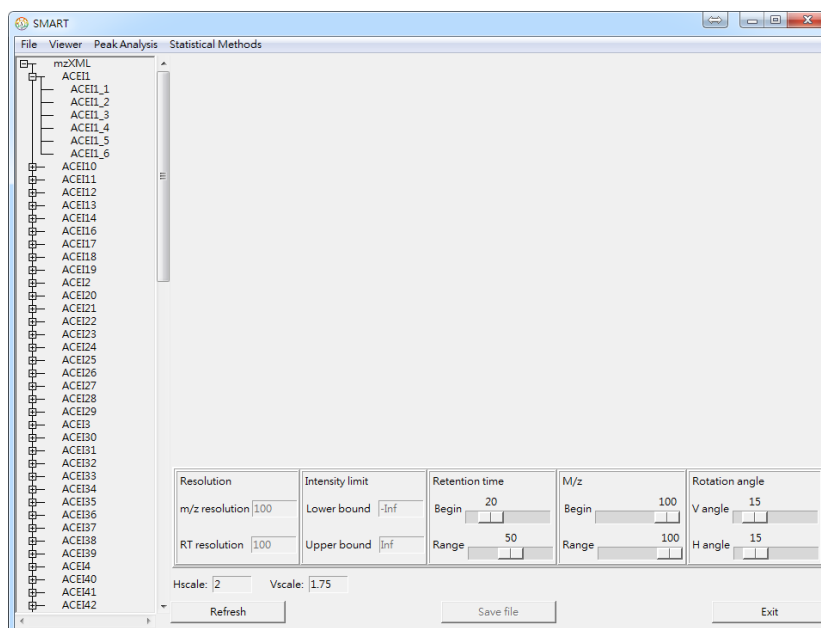 SMART
File Viewer Peak Analysis Statistical Methods
mzXML
ACEI1
ACEI1_1
ACEI1_2
ACEI1_3
ACEI1_4
ACEI1_5
ACEI1_6
ACEI10
ACEI11
ACEI12
ACEI13
ACEI14
ACEI16
ACEI17
ACEI18
ACEI19
ACEI2
ACEI20
ACEI21
ACEI22
ACEI23
ACEI24
ACEI25
ACEI26
ACEI27
ACEI28
ACEI29
ACEI3
ACEI30
ACEI31
ACEI32
ACEI33
ACEI34
ACEI35
ACEI36
ACEI37
ACEI38
ACEI39
ACEI4
ACEI40
ACEI41
ACEI42
Resolution
m/z resolution 100
RT resolution 100
Intensity limit
Lower bound -Inf
Upper bound Inf
Retention time
20
Begin
50
Range
M/z
100
Begin
100
Range
Rotation angle
15
V angle
15
H angle
Hscale: 2 Vscale: 1.75
Refresh Save file Exit